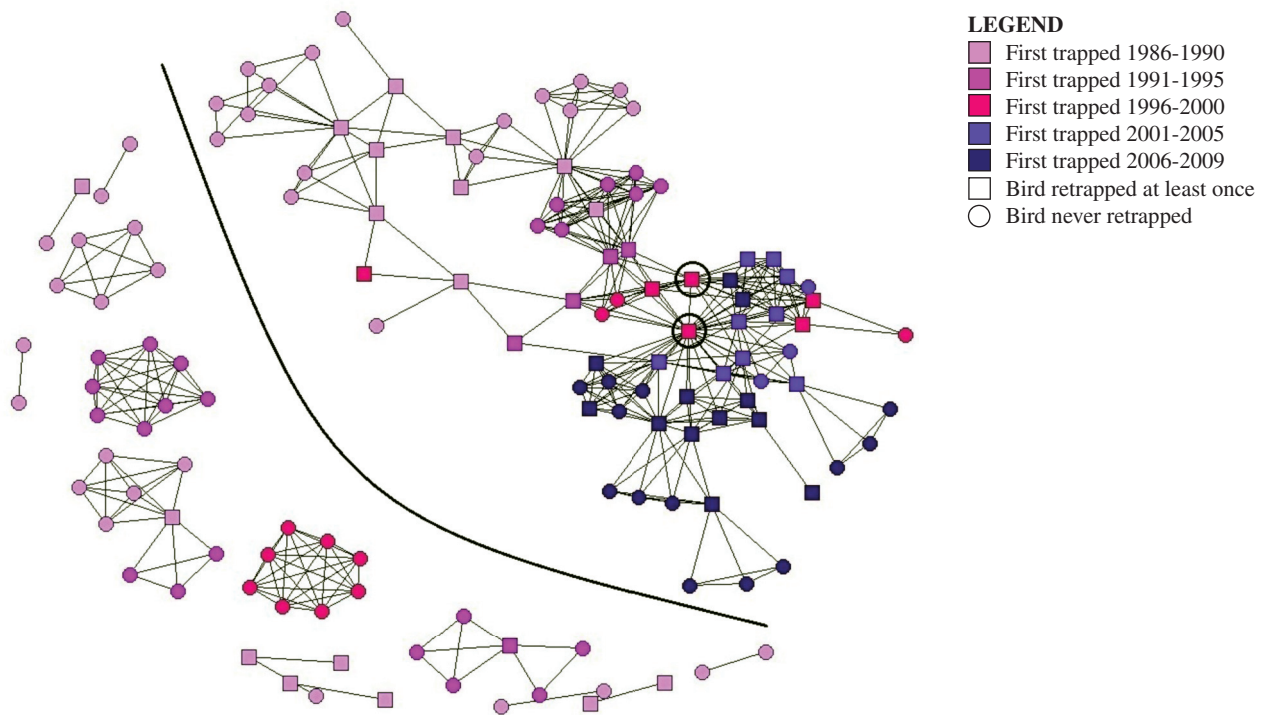 LEGEND
First trapped 1986-1990
First trapped 1991-1995
First trapped 1996-2000
First trapped 2001-2005
First trapped 2006-2009
Bird retrapped at least once
Bird never retrapped